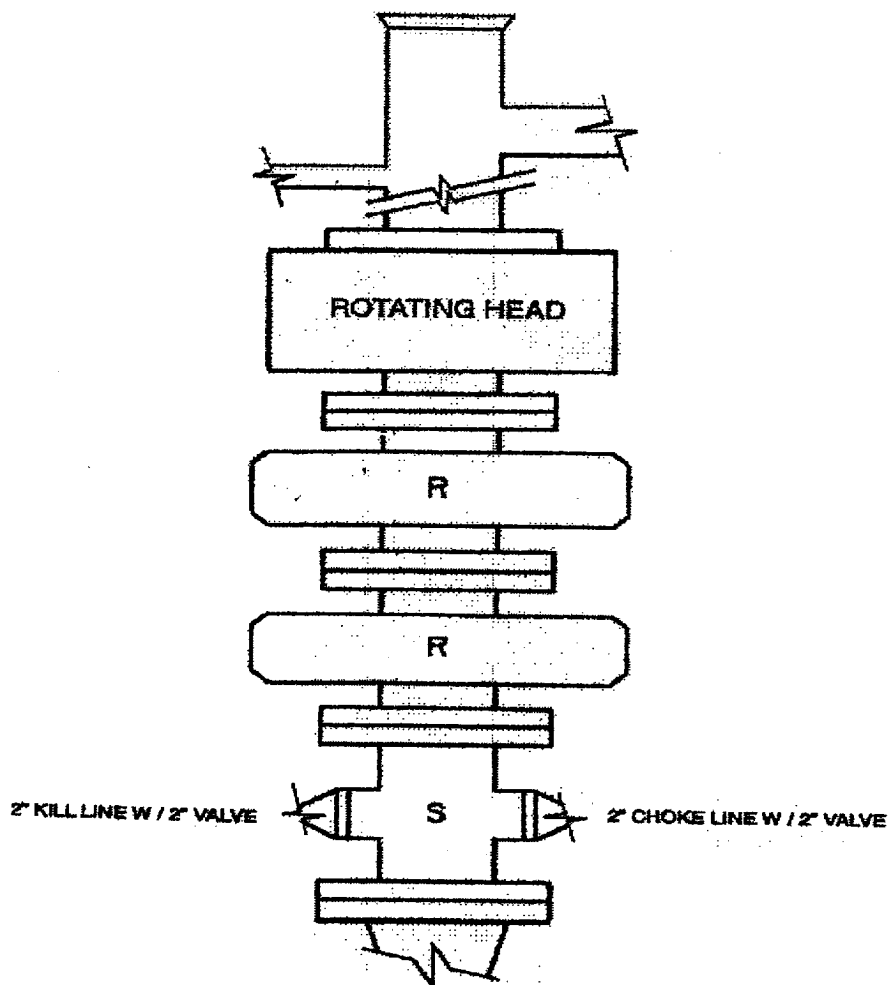 ROTATING HEAD
R
R
2" KILL LINE W / 2" VALVE
S
2" CHOKE LINE W / 2" VALVE